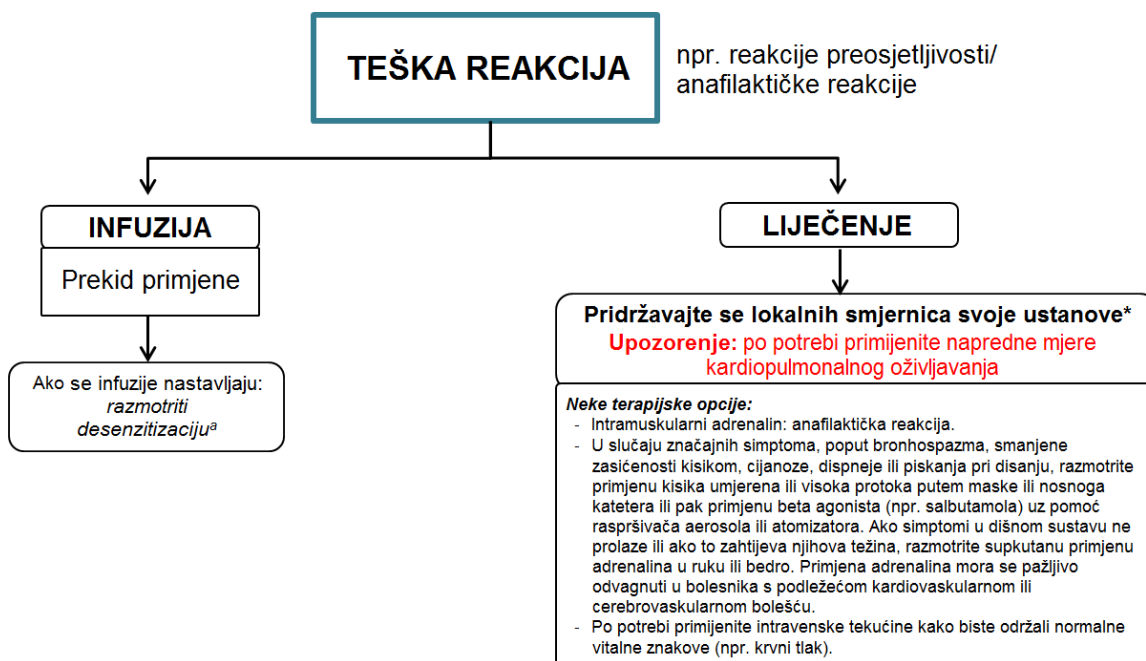 TEŠKA REAKCIJA
npr. reakcije preosjetljivosti/
anafilaktičke reakcije
INFUZIJA
Prekid primjene
Ako se infuzije nastavljaju:
razmotriti
desenzitizacijuᵃ
LIJEČENJE
Pridržavajte se lokalnih smjernica svoje ustanove*
Upozorenje: po potrebi primijenite napredne mjere
kardiopulmonalnog oživljavanja
Neke terapijske opcije:
- Intramuskularni adrenalin: anafilaktička reakcija.
- U slučaju značajnih simptoma, poput bronhospazma, smanjene
zasićenosti kisikom, cijanoze, dispneje ili piskanja pri disanju, razmotrite
primjenu kisika umjerena ili visoka protoka putem maske ili nosnoga
katetera ili pak primjenu beta agonista (npr. salbutamola) uz pomoć
raspršivača aerosola ili atomizatora. Ako simptomi u dišnom sustavu ne
prolaze ili ako to zahtijeva njihova težina, razmotrite supkutanu primjenu
adrenalina u ruku ili bedro. Primjena adrenalina mora se pažljivo
odvagnuti u bolesnika s podležećom kardiovaskularnom ili
cerebrovaskularnom bolešću.
- Po potrebi primijenite intravenske tekućine kako biste održali normalne
vitalne znakove (npr. krvni tlak).